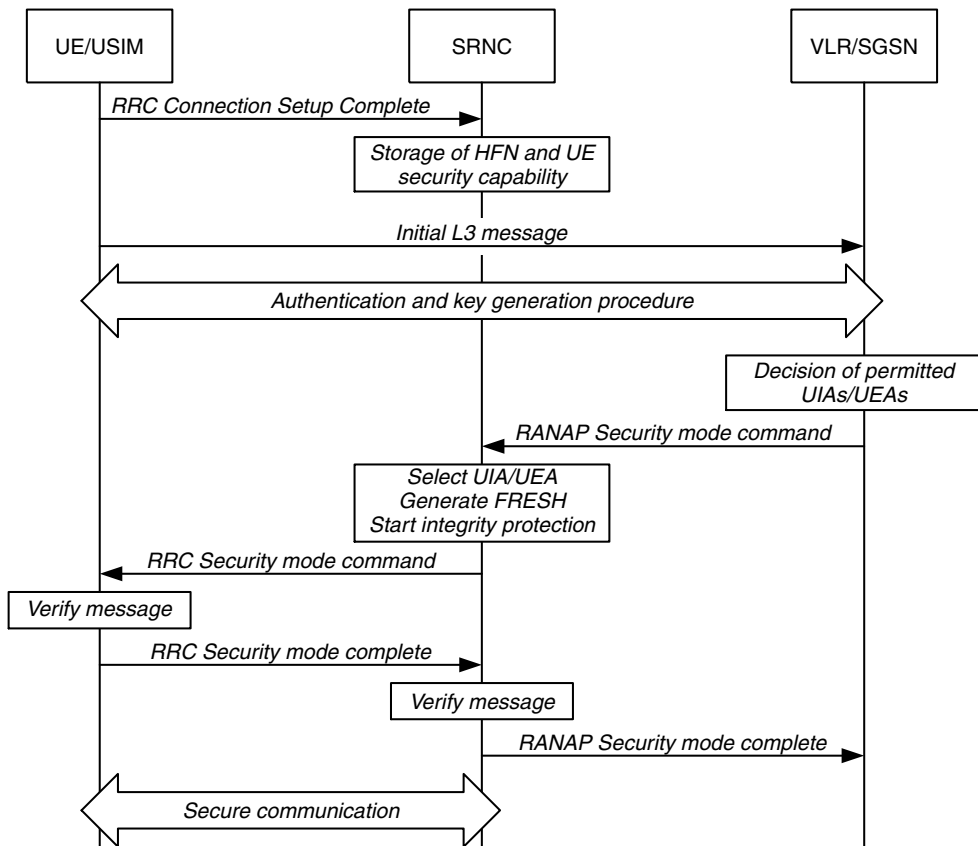 UE/USIM
SRNC
VLR/SGSN
RRC Connection Setup Complete
Storage of HFN and UE
security capability
Initial L3 message
Authentication and key generation procedure
Decision of permitted
UIAs/UEAs
RANAP Security mode command
Select UIA/UEA
Generate FRESH
Start integrity protection
RRC Security mode command
Verify message
RRC Security mode complete
Verify message
RANAP Security mode complete
Secure communication